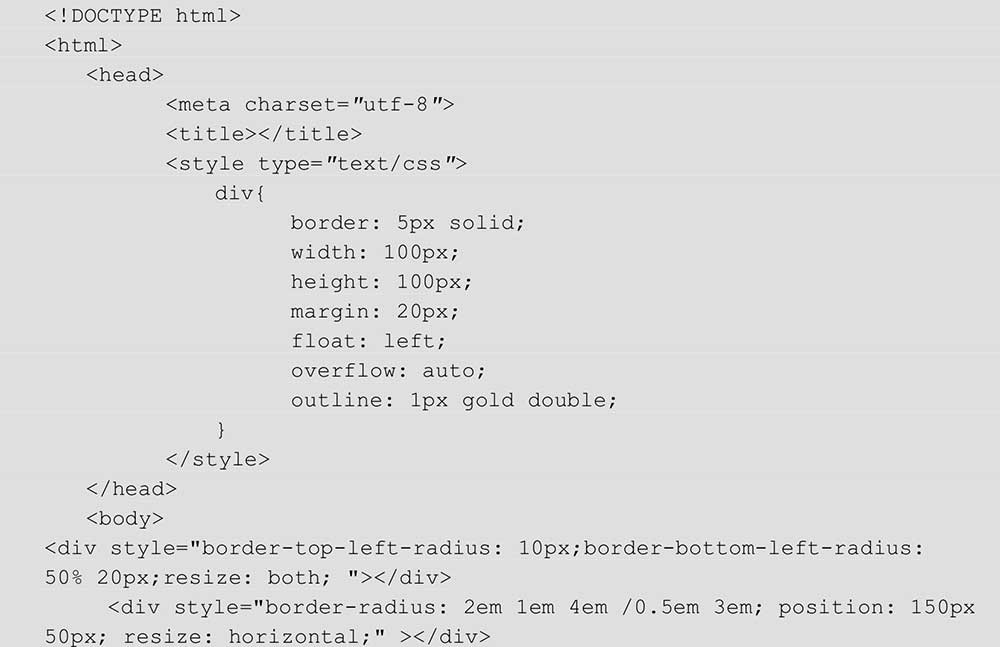 <!DOCTYPE html>
<html>
<head>
<meta charset="utf-8">
<title></title>
<style type="text/css">
div{
border: 5px solid;
width: 100px;
height: 100px;
margin: 20px;
float: left;
overflow: auto;
outline: 1px gold double;
}
</style>
</head>
<body>
<div style="border-top-left-radius: 10px;border-bottom-left-radius:
50% 20px;resize: both; "></div>
<div style="border-radius: 2em 1em 4em /0.5em 3em; position: 150px
50px; resize: horizontal;" ></div>